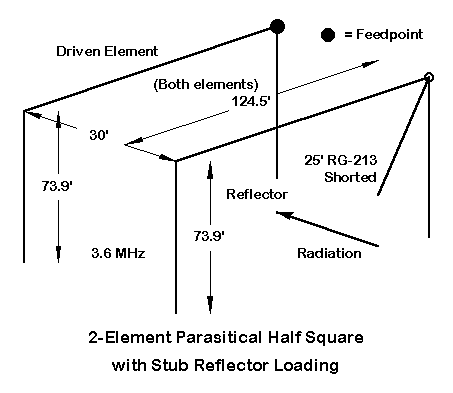 = Feedpoint
Driven Element
(Both elements)
124.5'
30'
25' RG-213
Shorted
73.9'
Reflector
73.9'
3.6 MHz
Radiation
2-Element Parasitical Half Square
with Stub Reflector Loading